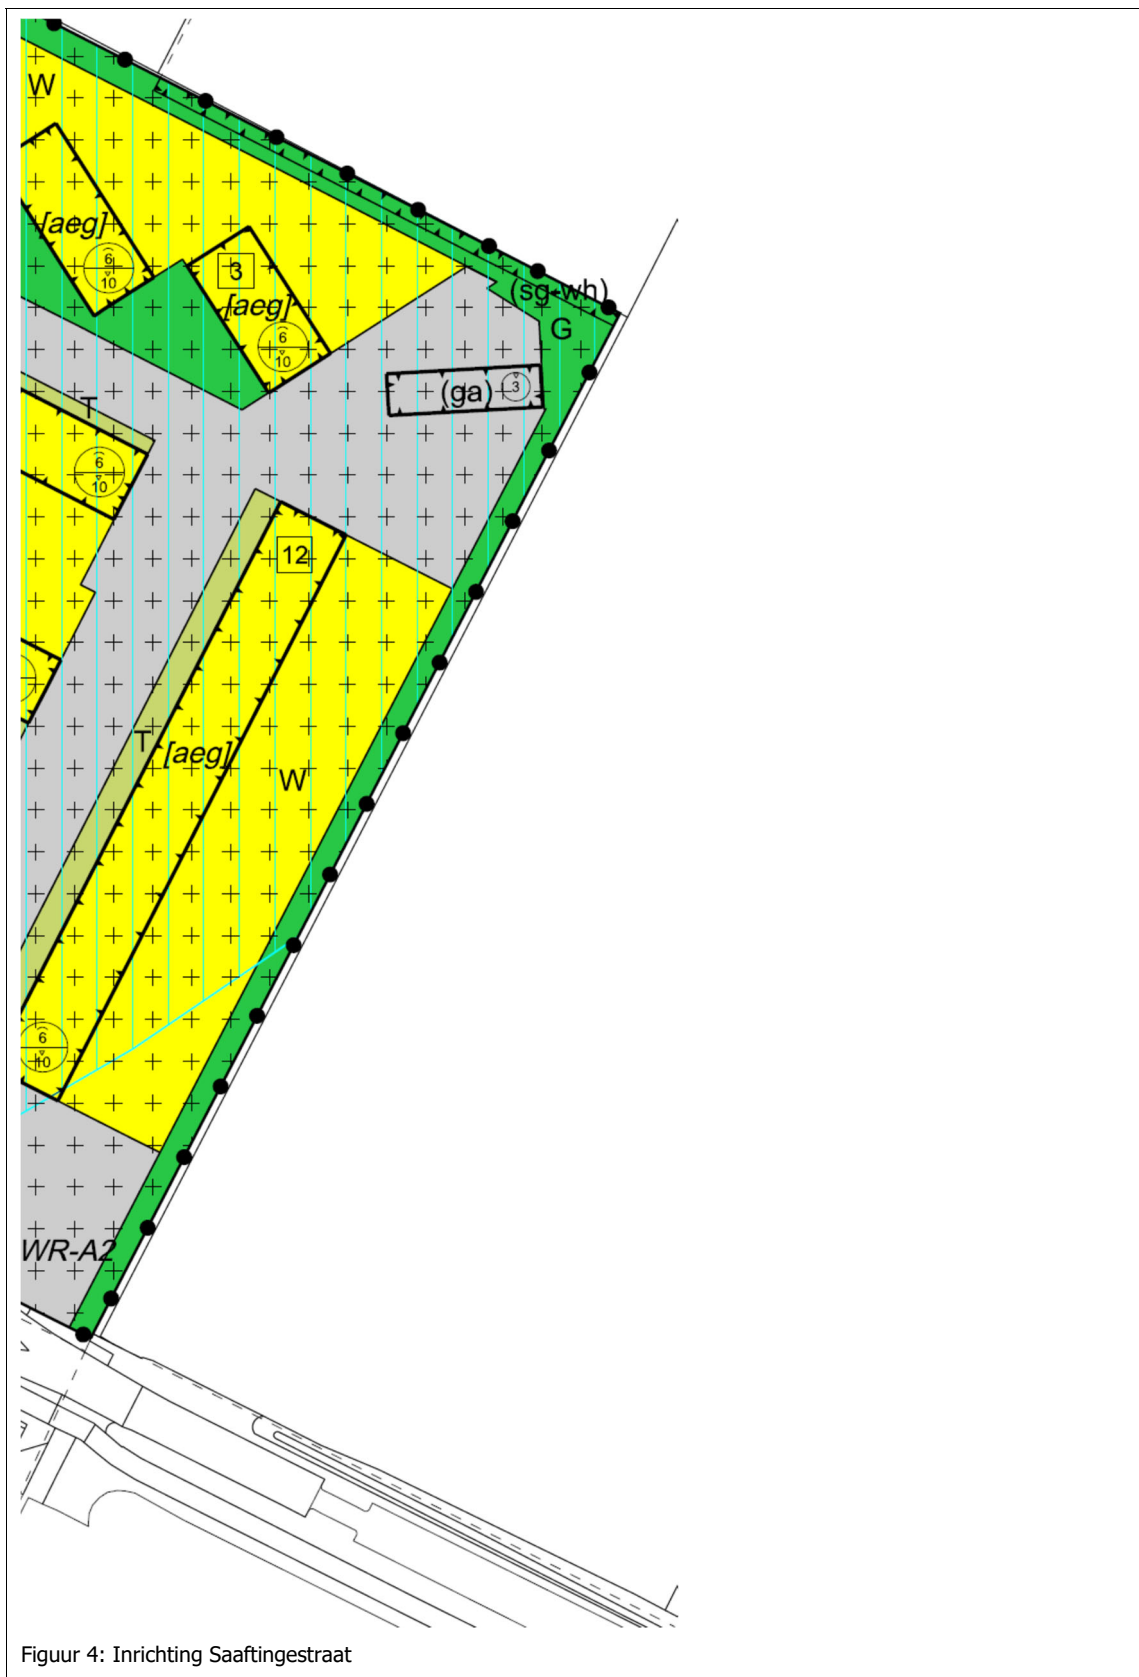 W
[aeg]
6
10
3
[aeg]
6
10
(sg-wh)
G
(ga)
3
T
6
10
12
T
[aeg]
W
6
10
WR-A2
Figuur 4: Inrichting Saaftingestraat